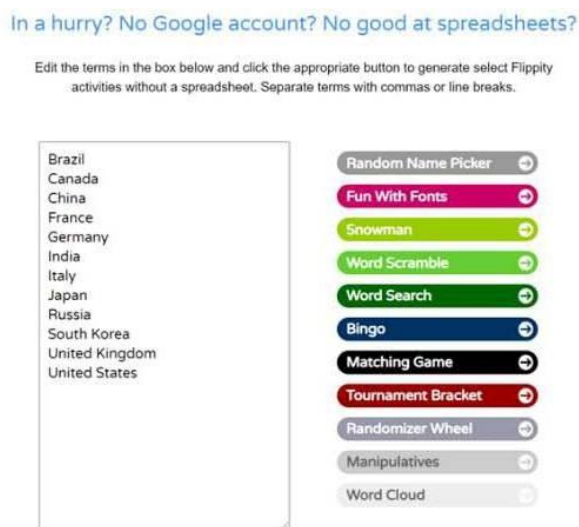 In a hurry? No Google account? No good at spreadsheets?
Edit the terms in the box below and click the appropriate button to generate select Flippity
activities without a spreadsheet. Separate terms with commas or line breaks.
Brazil
Canada
China
France
Germany
India
Italy
Japan
Russia
South Korea
United Kingdom
United States
Random Name Picker
Fun With Fonts
Snowman
Word Scramble
Word Search
Bingo
Matching Game
Tournament Bracket
Randomizer Wheel
Manipulatives
Word Cloud